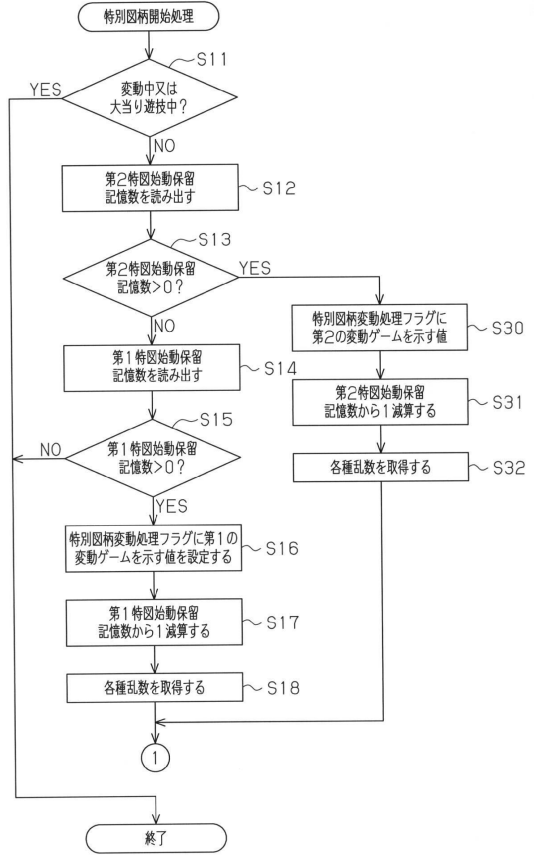 特別図柄開始処理
S11
YES
変動中又は
大当り遊技中？
NO
第2特図始動保留
記憶数を読み出す
S12
S13
第2特図始動保留
記憶数＞0？
YES
NO
特別図柄変動処理フラグに
第2の変動ゲームを示す値
S30
第1特図始動保留
記憶数を読み出す
S14
第2特図始動保留
記憶数から1減算する
S31
S15
NO
第1特図始動保留
記憶数＞0？
各種乱数を取得する
S32
YES
特別図柄変動処理フラグに第1の
変動ゲームを示す値を設定する
S16
第1特図始動保留
記憶数から1減算する
S17
各種乱数を取得する
S18
1
終了